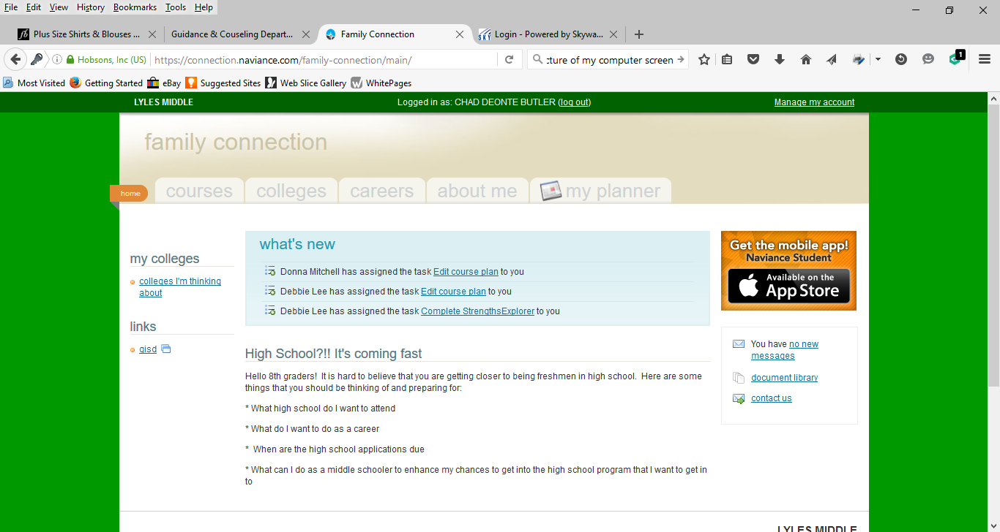 File Edit View History Bookmarks Tools Help
Plus Size Shirts & Blouses ... Guidance & Couseling Depart... Family Connection SKY Login - Powered by Skywa...
Hobsons, Inc (US) https://connection.naviance.com/family-connection/main/ cture of my computer screen 1
Most Visited Getting Started eBay Suggested Sites Web Slice Gallery WhitePages
LYLES MIDDLE Logged in as: CHAD DEONTE BUTLER (log out) Manage my account
family connection
home courses colleges careers about me my planner
my colleges
colleges I'm thinking
about
links
gisd
what's new
Donna Mitchell has assigned the task Edit course plan to you
Debbie Lee has assigned the task Edit course plan to you
Debbie Lee has assigned the task Complete StrengthsExplorer to you
High School?!! It's coming fast
Hello 8th graders! It is hard to believe that you are getting closer to being freshmen in high school. Here are some
things that you should be thinking of and preparing for:
* What high school do I want to attend
* What do I want to do as a career
* When are the high school applications due
* What can I do as a middle schooler to enhance my chances to get into the high school program that I want to get in
to
Get the mobile app!
Naviance Student
Available on the
App Store
You have no new
messages
document library
contact us
LYLES MIDDLE